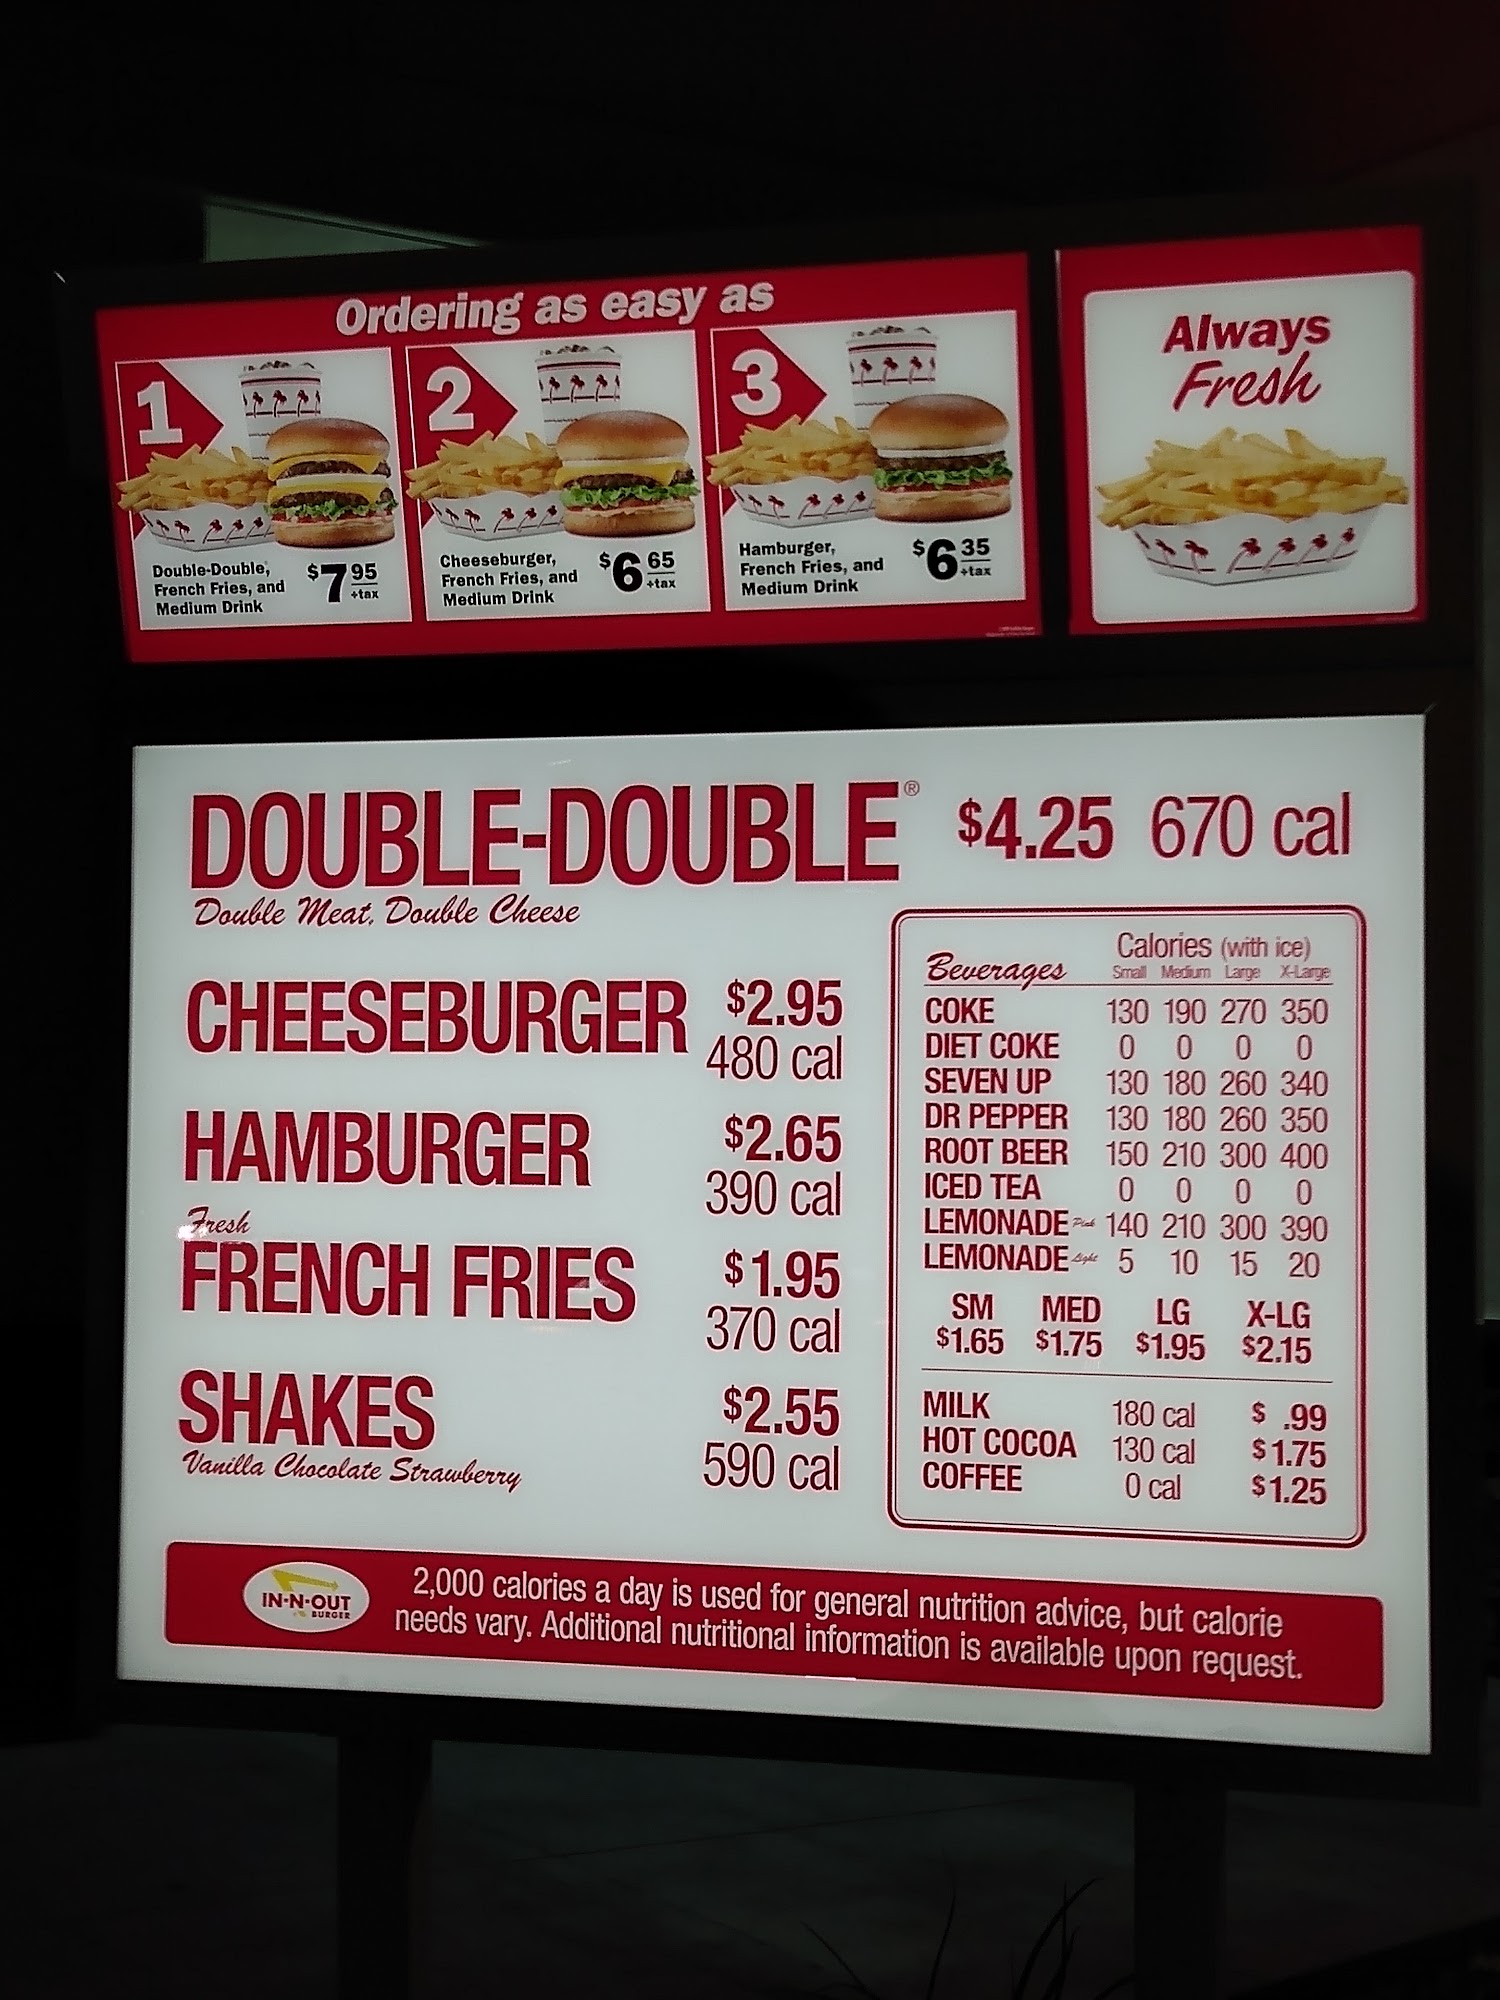 Ordering as easy as
1
Double-Double®,
French Fries, and
Medium Drink
$7 95
+tax
2
Cheeseburger,
French Fries, and
Medium Drink
$6 65
+tax
3
Hamburger,
French Fries, and
Medium Drink
$6 35
+tax
Always
Fresh
DOUBLE-DOUBLE® $4.25 670 cal
Double Meat, Double Cheese
CHEESEBURGER $2.95
480 cal
HAMBURGER $2.65
390 cal
Fresh
FRENCH FRIES $1.95
370 cal
SHAKES $2.55
Vanilla Chocolate Strawberry 590 cal
Calories (with ice)
Beverages Small Medium Large X-Large
COKE 130 190 270 350
DIET COKE 0 0 0 0
SEVEN UP 130 180 260 340
DR PEPPER 130 180 260 350
ROOT BEER 150 210 300 400
ICED TEA 0 0 0 0
LEMONADE Pink 140 210 300 390
LEMONADE Light 5 10 15 20
SM MED LG X-LG
$1.65 $1.75 $1.95 $2.15
MILK 180 cal $ .99
HOT COCOA 130 cal $1.75
COFFEE 0 cal $1.25
IN-N-OUT
BURGER
2,000 calories a day is used for general nutrition advice, but calorie
needs vary. Additional nutritional information is available upon request.